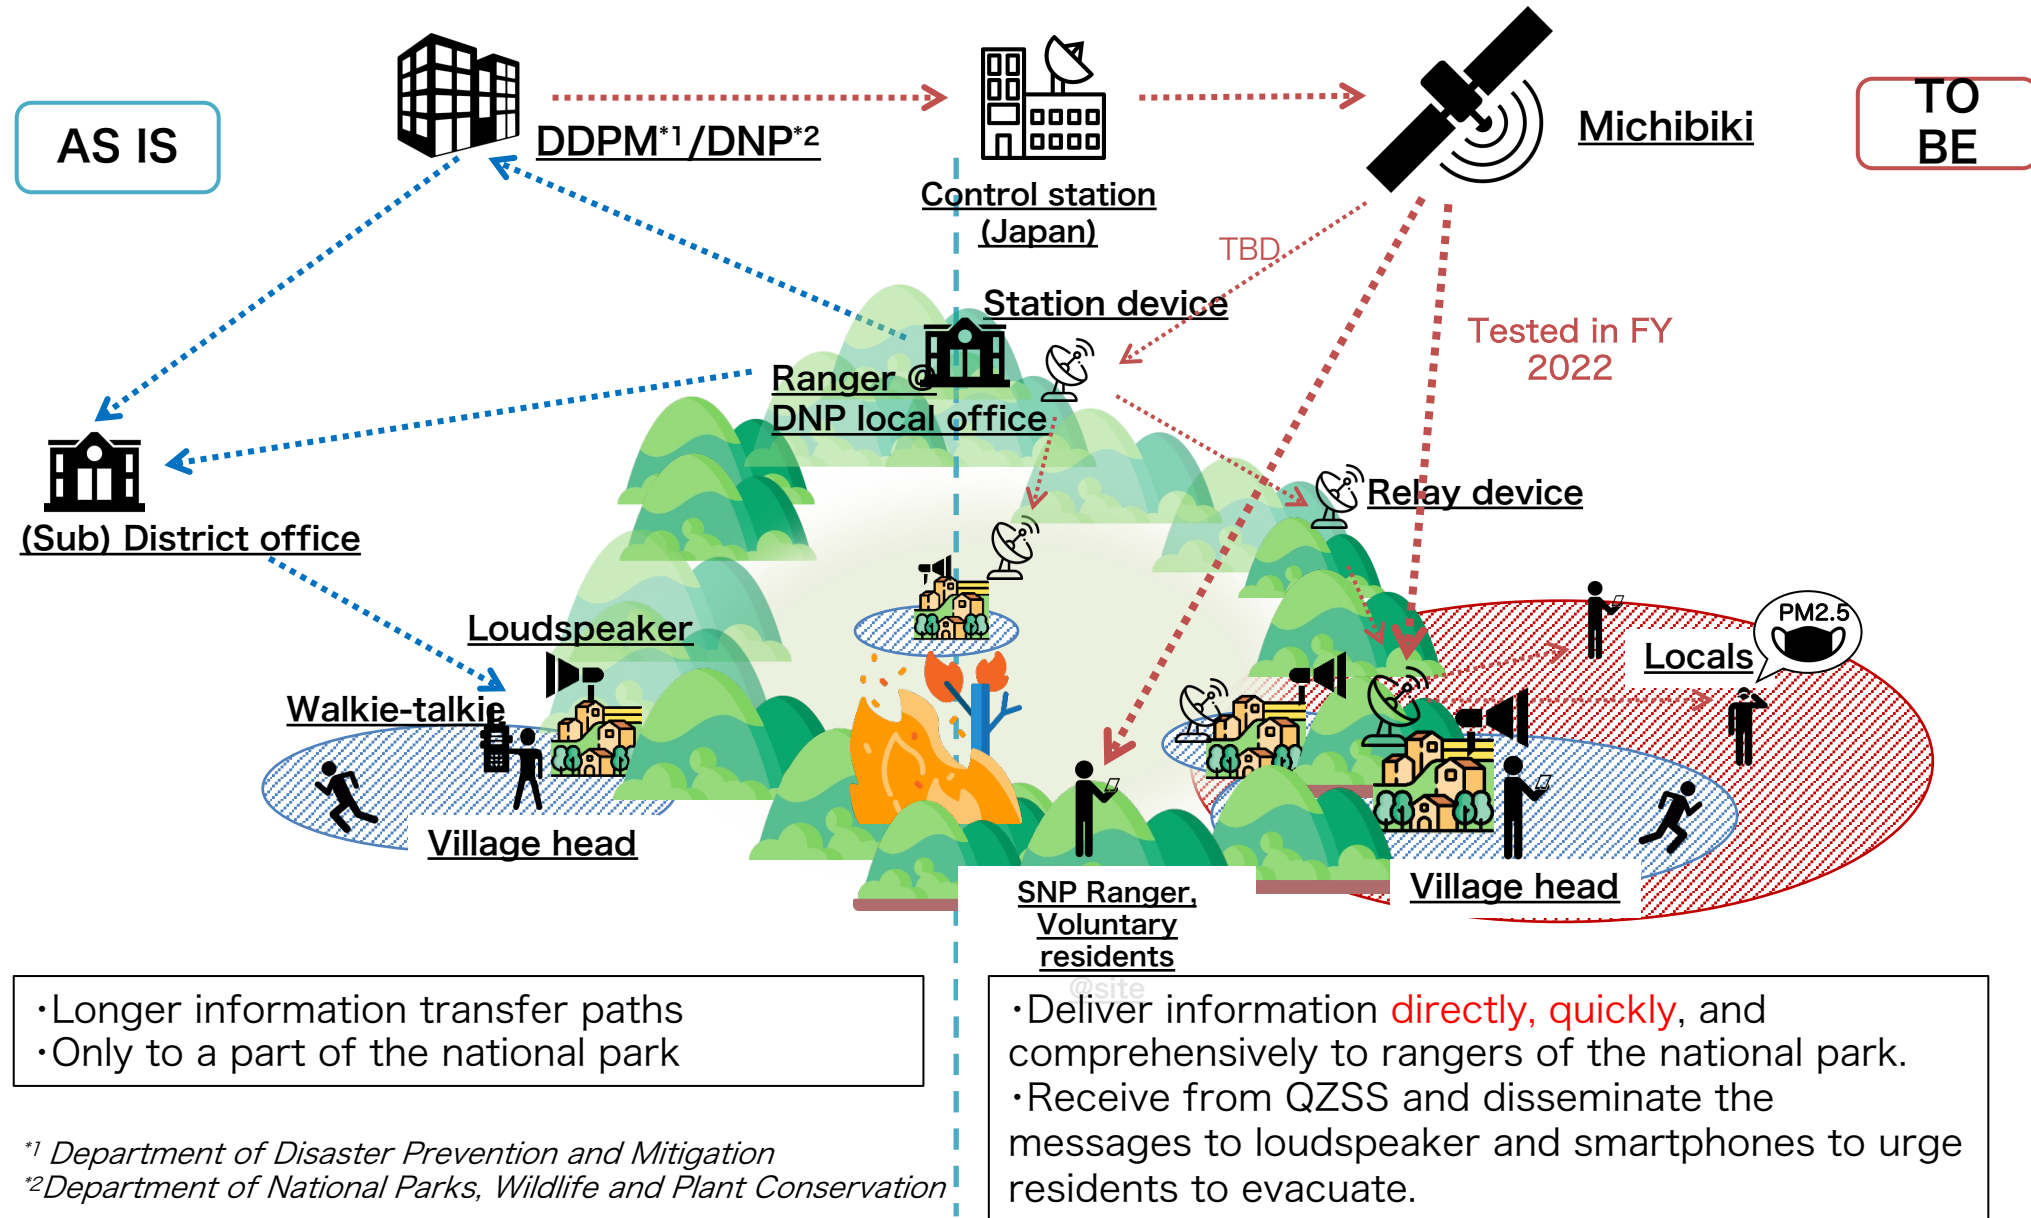 AS IS
DDPM*1/DNP*2
Control station
(Japan)
Michibiki
TO
BE
TBD
Station device
Tested in FY
2022
Ranger @
DNP local office
Relay device
(Sub) District office
Loudspeaker
Walkie-talkie
Village head
PM2.5
Locals
Village head
SNP Ranger,
Voluntary
residents
@site
・Longer information transfer paths
・Only to a part of the national park
・Deliver information directly, quickly, and
comprehensively to rangers of the national park.
・Receive from QZSS and disseminate the
messages to loudspeaker and smartphones to urge
residents to evacuate.
*1 Department of Disaster Prevention and Mitigation
*2Department of National Parks, Wildlife and Plant Conservation